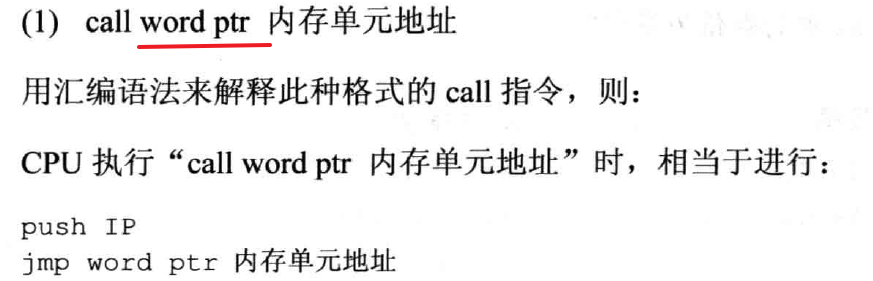 (1) call word ptr 内存单元地址
用汇编语法来解释此种格式的 call 指令，则：
CPU 执行“call word ptr 内存单元地址”时，相当于进行：
push IP
jmp word ptr 内存单元地址